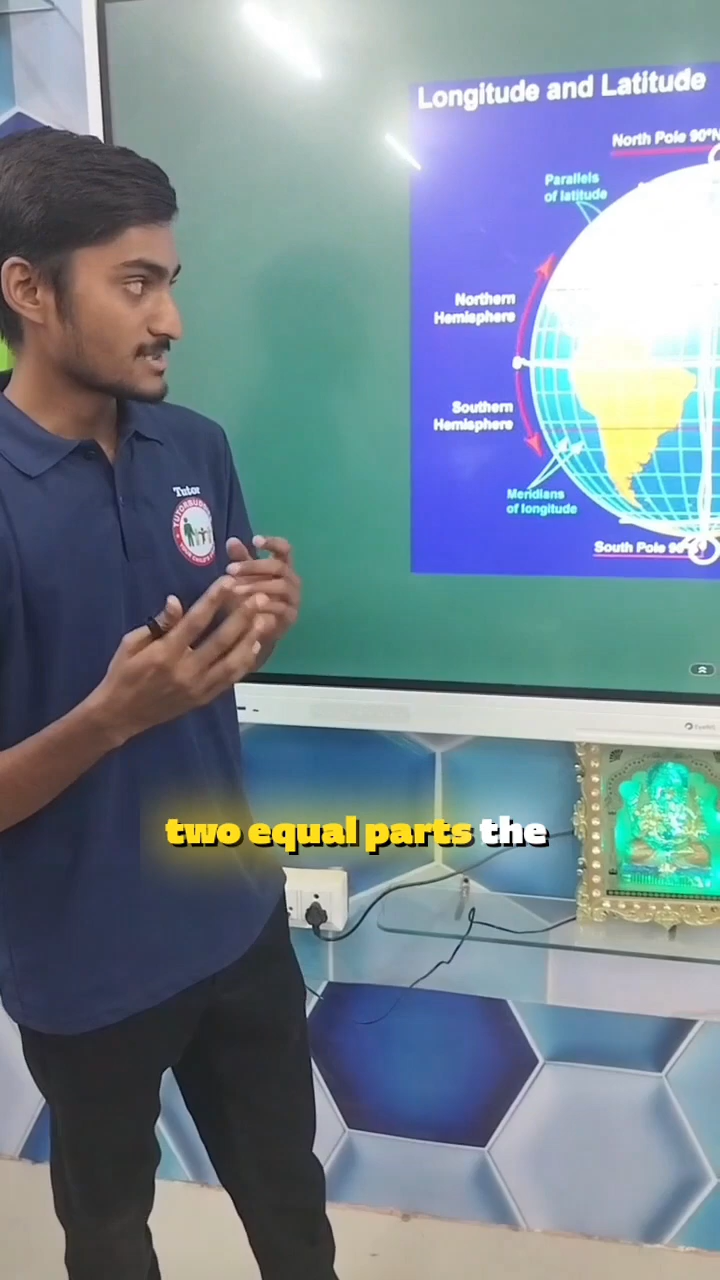 Longitude and Latitude
North Pole 90°N
Parallels
of latitude
Northern
Hemisphere
Southern
Hemisphere
Meridians
of longitude
South Pole
Tutor
two equal parts the